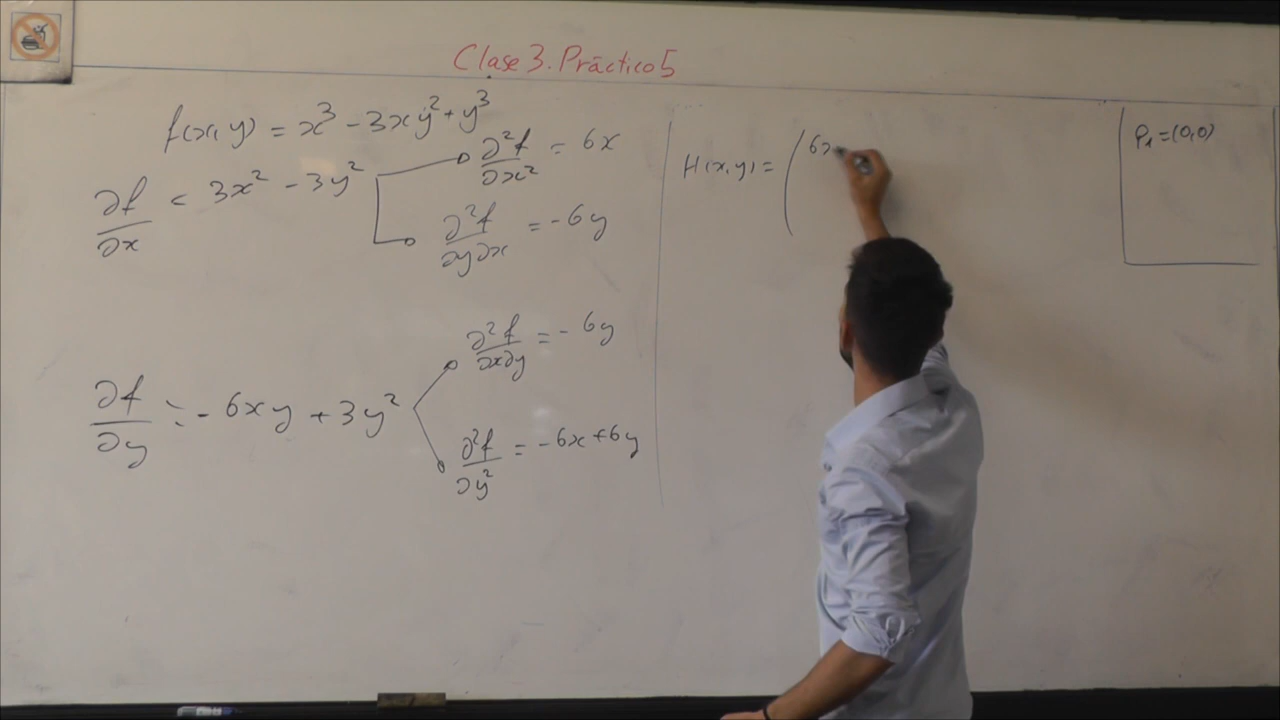 Clase 3. Práctico 5
f(x,y) = x³ - 3xy² + y³
∂f/∂x = 3x² - 3y²
∂²f/∂x² = 6x
∂²f/∂y∂x = -6y
∂f/∂y = -6xy + 3y²
∂²f/∂x∂y = -6y
∂²f/∂y² = -6x+6y
H(x,y) = ( 6x
P₁=(0,0)